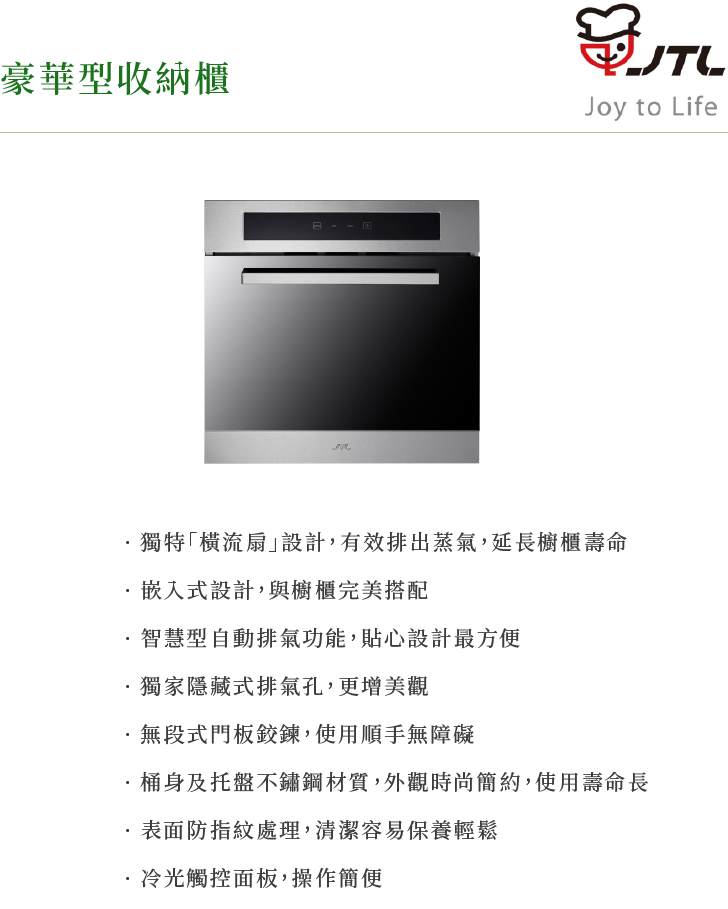 豪華型收納櫃
JTL
Joy to Life
JTL
· 獨特「橫流扇」設計，有效排出蒸氣，延長櫥櫃壽命
· 嵌入式設計，與櫥櫃完美搭配
· 智慧型自動排氣功能，貼心設計最方便
· 獨家隱藏式排氣孔，更增美觀
· 無段式門板鉸鍊，使用順手無障礙
· 桶身及托盤不鏽鋼材質，外觀時尚簡約，使用壽命長
· 表面防指紋處理，清潔容易保養輕鬆
· 冷光觸控面板，操作簡便